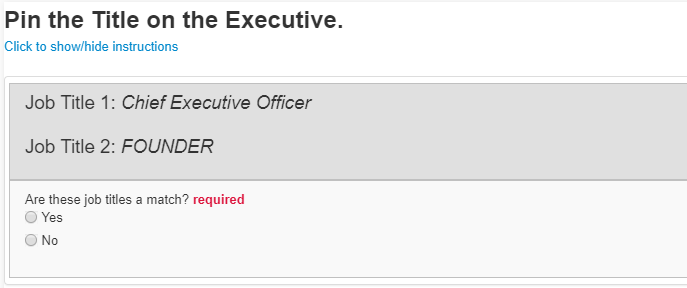 Pin the Title on the Executive.
Click to show/hide instructions
Job Title 1: Chief Executive Officer
Job Title 2: FOUNDER
Are these job titles a match? required
Yes
No